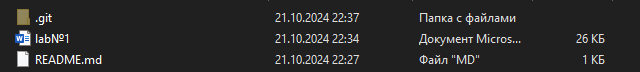 .git 21.10.2024 22:37 Папка с файлами
lab№1 21.10.2024 22:34 Документ Micros... 26 КБ
README.md 21.10.2024 22:27 Файл "MD" 1 КБ